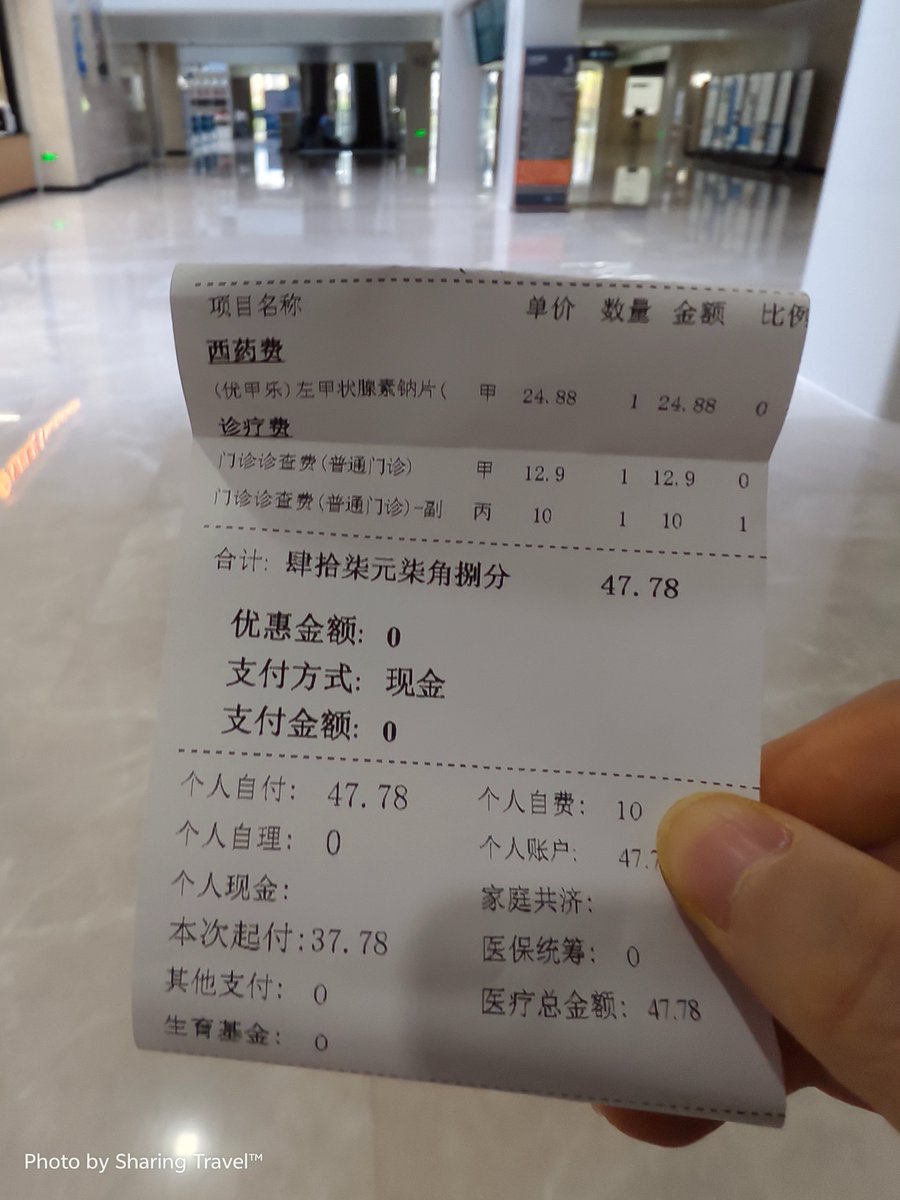 项目名称 单价 数量 金额 比例
西药费
(优甲乐)左甲状腺素钠片( 甲 24.88 1 24.88 0
诊疗费
门诊诊查费(普通门诊) 甲 12.9 1 12.9 0
门诊诊查费(普通门诊)-副 丙 10 1 10 1
合计: 肆拾柒元柒角捌分 47.78
优惠金额: 0
支付方式: 现金
支付金额: 0
个人自付: 47.78 个人自费: 10
个人自理: 0 个人账户: 47.7
个人现金: 家庭共济:
本次起付:37.78 医保统筹: 0
其他支付: 0 医疗总金额: 47.78
生育基金: 0
Photo by Sharing Travel™